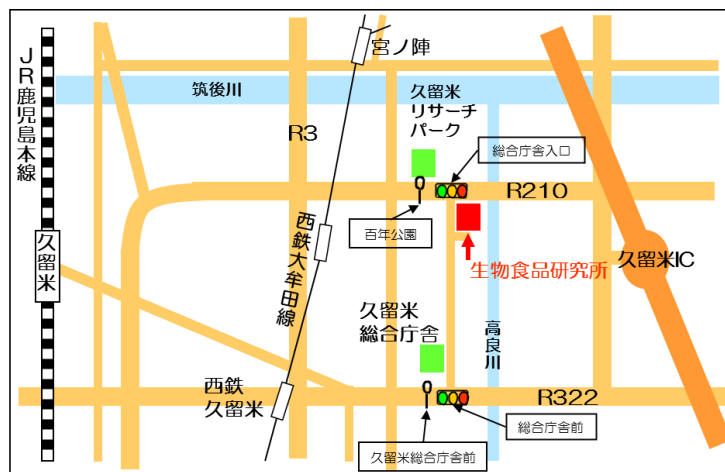 JR鹿児島本線
宮ノ陣
筑後川
久留米
リサーチ
パーク
総合庁舎入口
R3
R210
百年公園
西鉄大牟田線
生物食品研究所
久留米IC
久留米
久留米
総合庁舎
高良川
西鉄
久留米
R322
総合庁舎前
久留米総合庁舎前